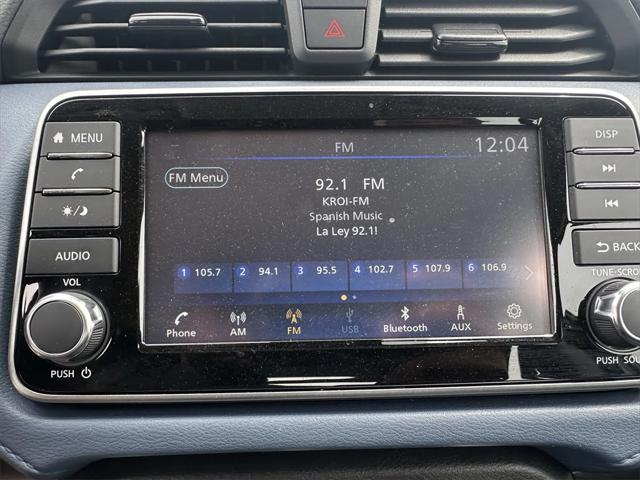 MENU
AUDIO
VOL
PUSH
FM
12:04
FM Menu
92.1 FM
KROI-FM
Spanish Music
La Ley 92.1!
1 105.7 2 94.1 3 95.5 4 102.7 5 107.9 6 106.9
Phone AM FM USB Bluetooth AUX Settings
DISP
BACK
TUNE·SCRO
PUSH SOU